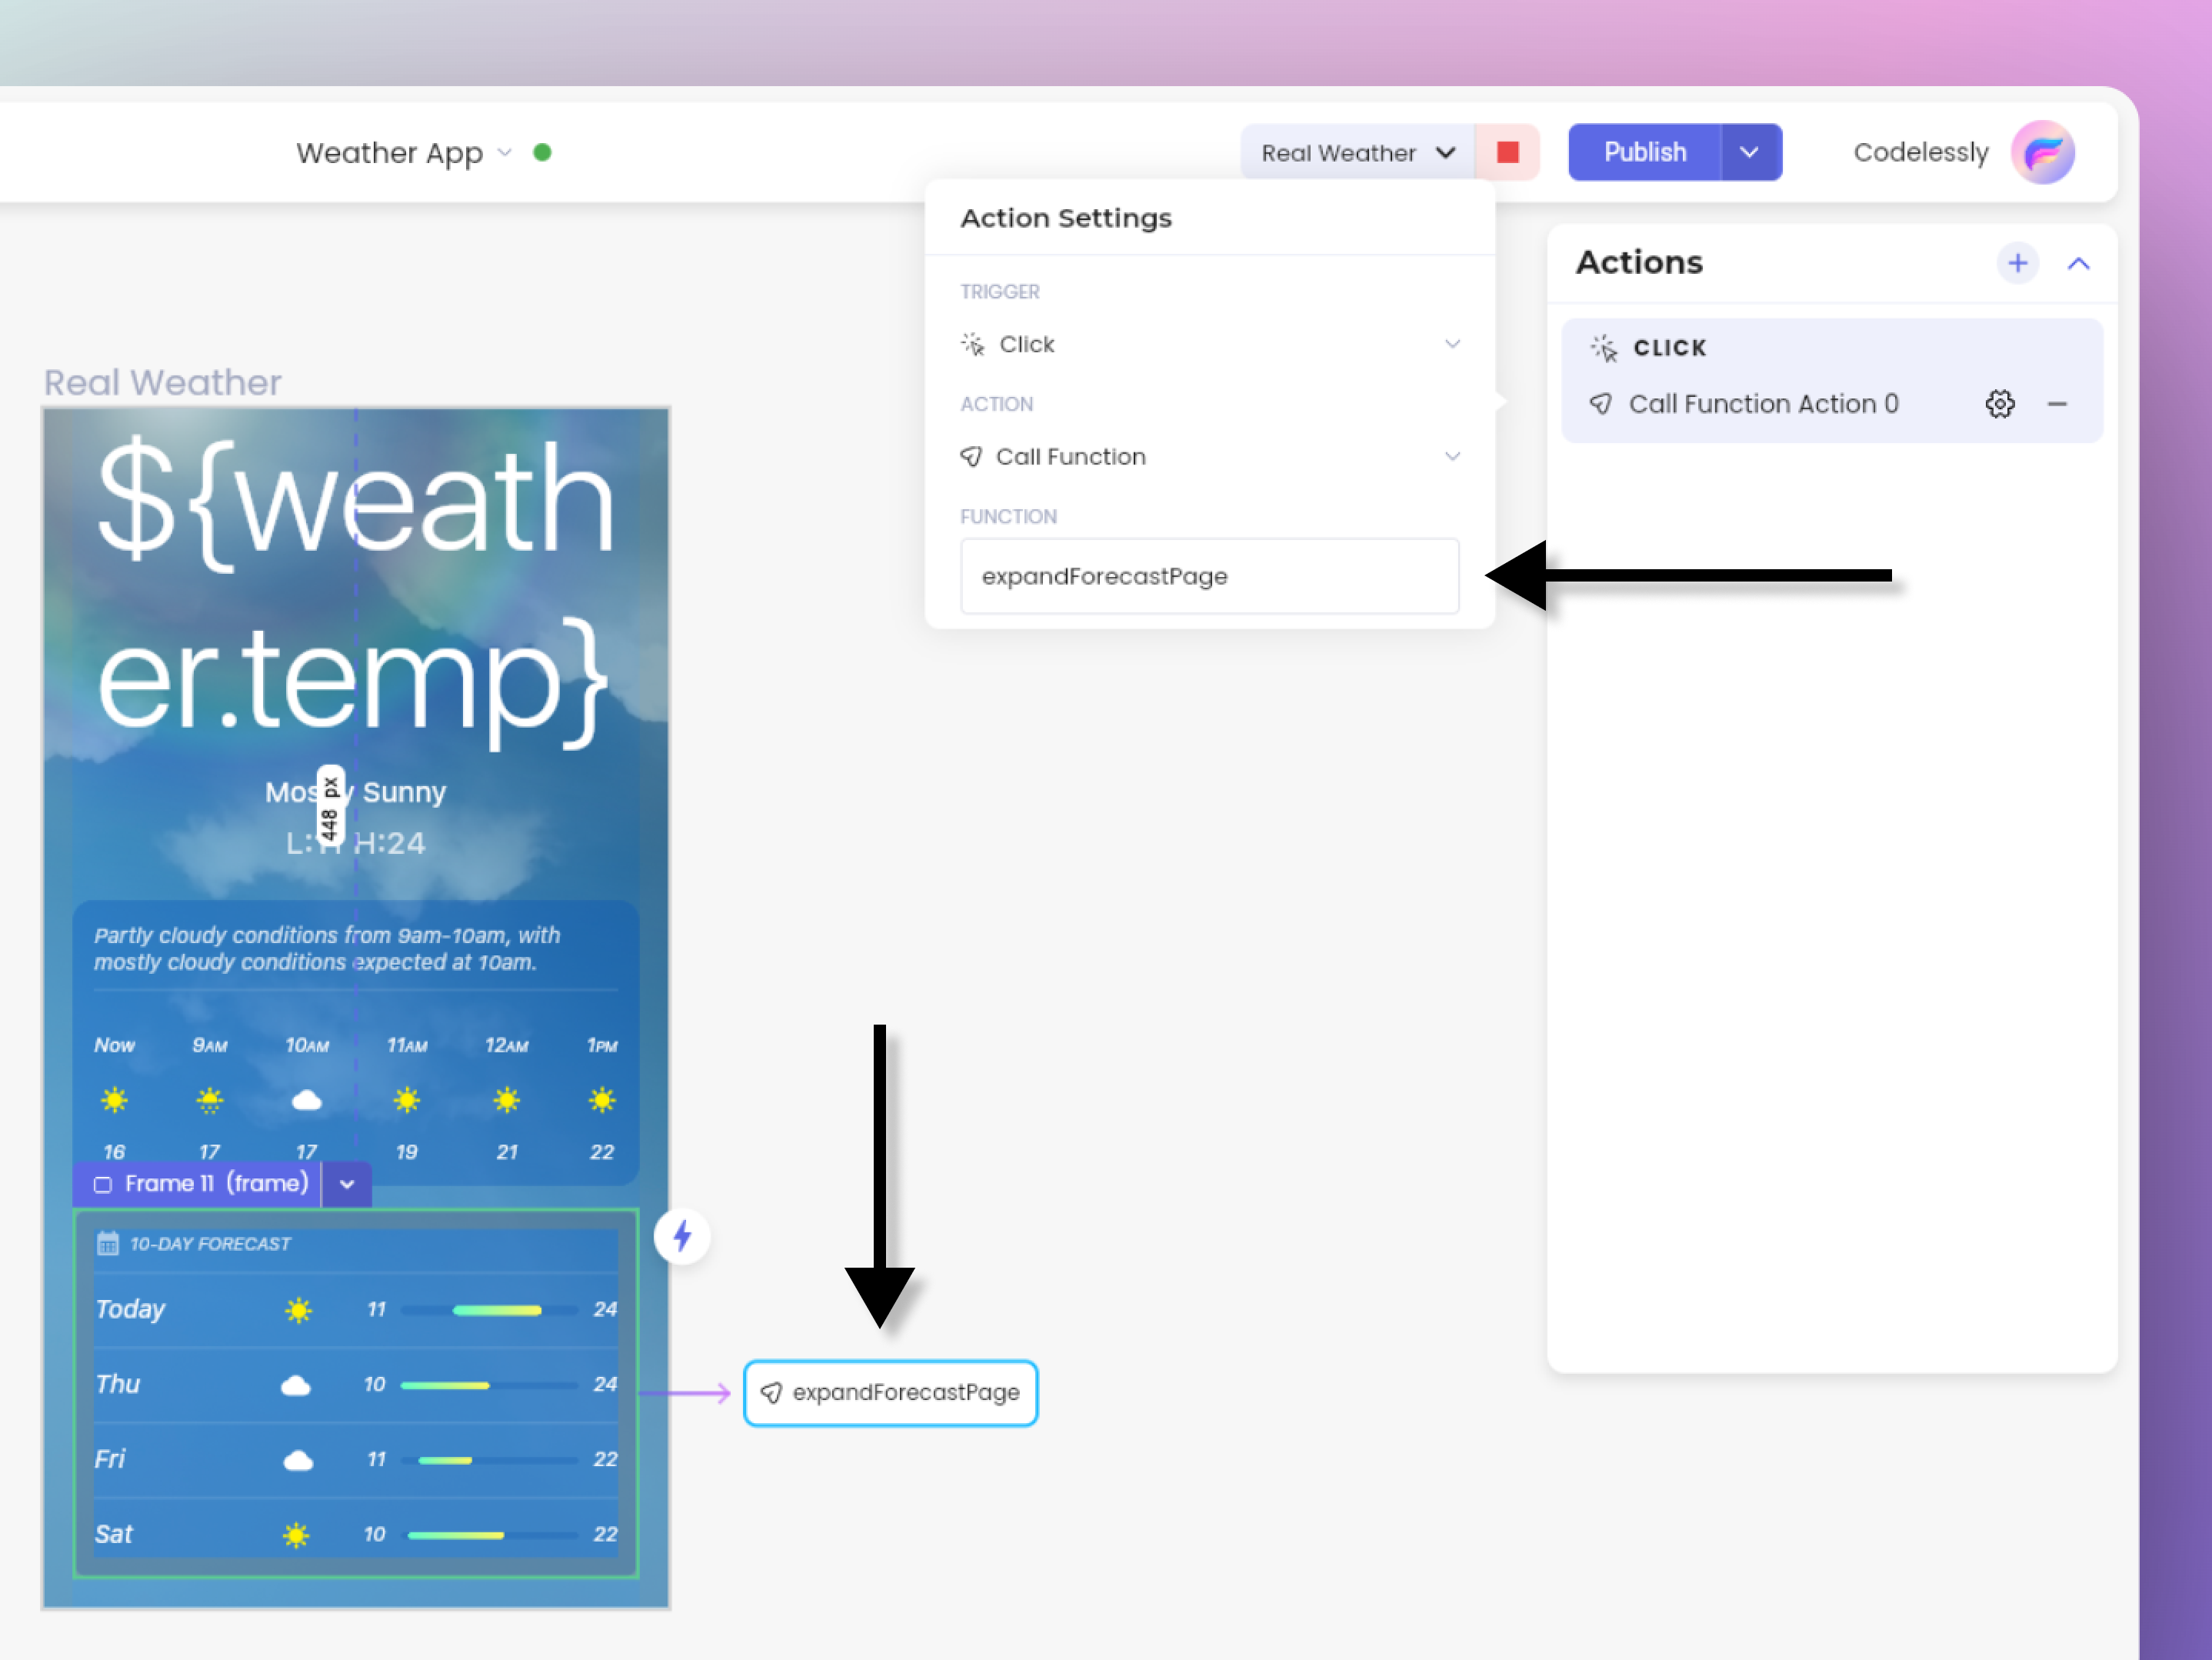 Weather App
Real Weather
Publish
Codelessly
Action Settings
TRIGGER
Click
ACTION
Call Function
FUNCTION
expandForecastPage
Actions
CLICK
Call Function Action 0
Real Weather
${weath
er.temp}
Sunny
448 px
H:24
Partly cloudy conditions from 9am-10am, with
mostly cloudy conditions expected at 10am.
Now 9AM 10AM 11AM 12AM 1PM
16 17 17 19 21 22
Frame 11 (frame)
10-DAY FORECAST
Today 11 24
Thu 10 24
Fri 11 22
Sat 10 22
expandForecastPage